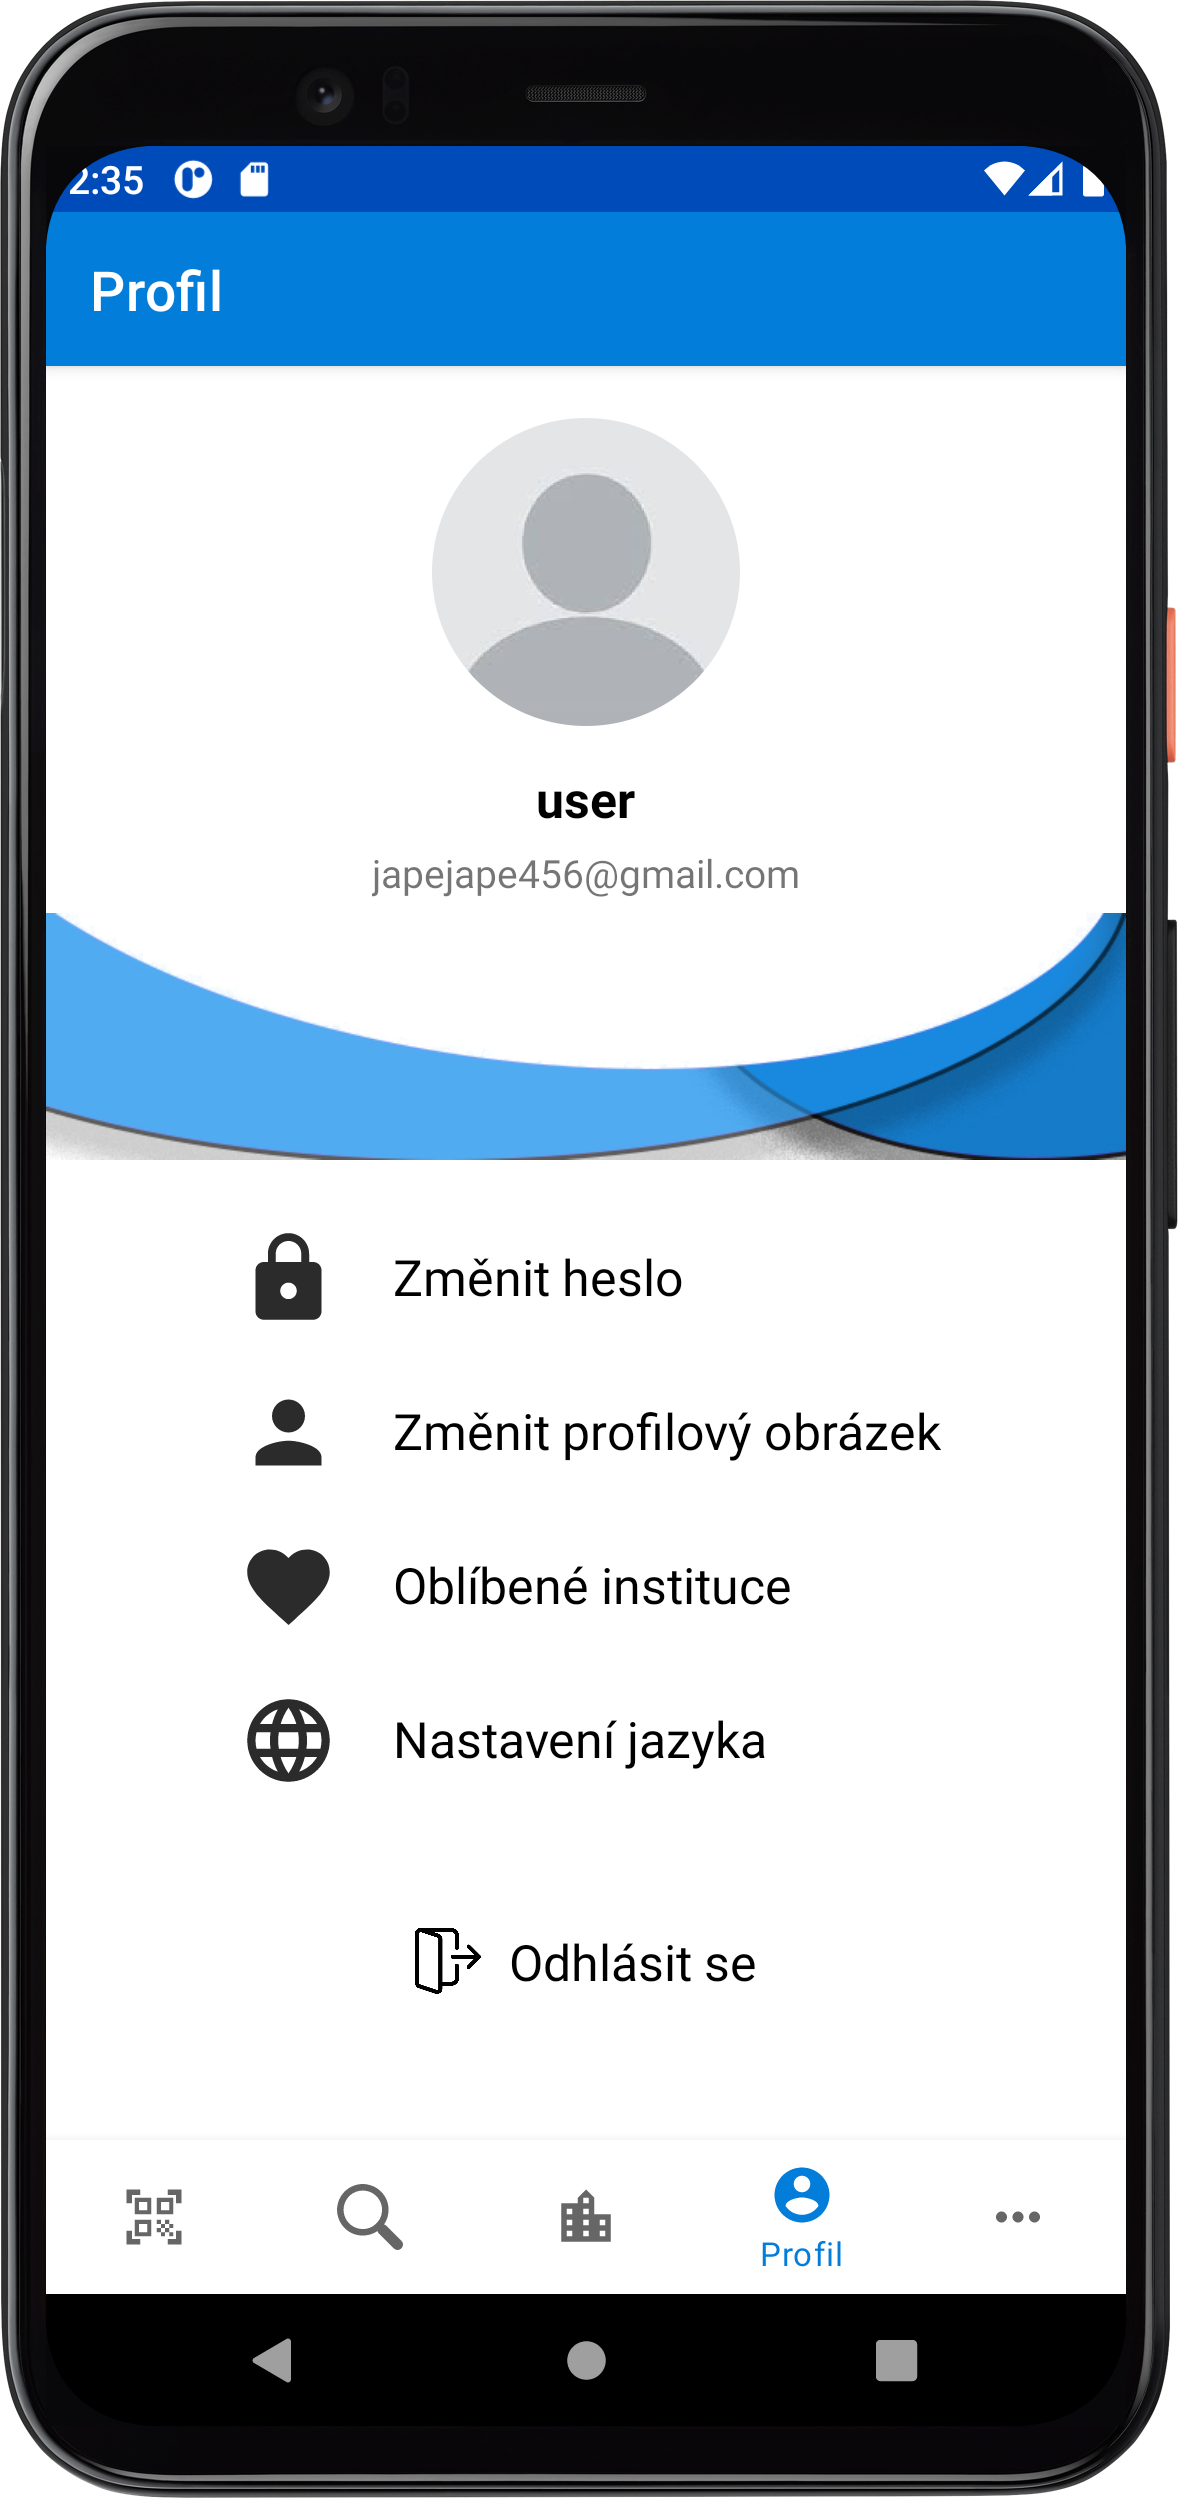 2:35
Profil
user
japejape456@gmail.com
Změnit heslo
Změnit profilový obrázek
Oblíbené instituce
Nastavení jazyka
Odhlásit se
Profil